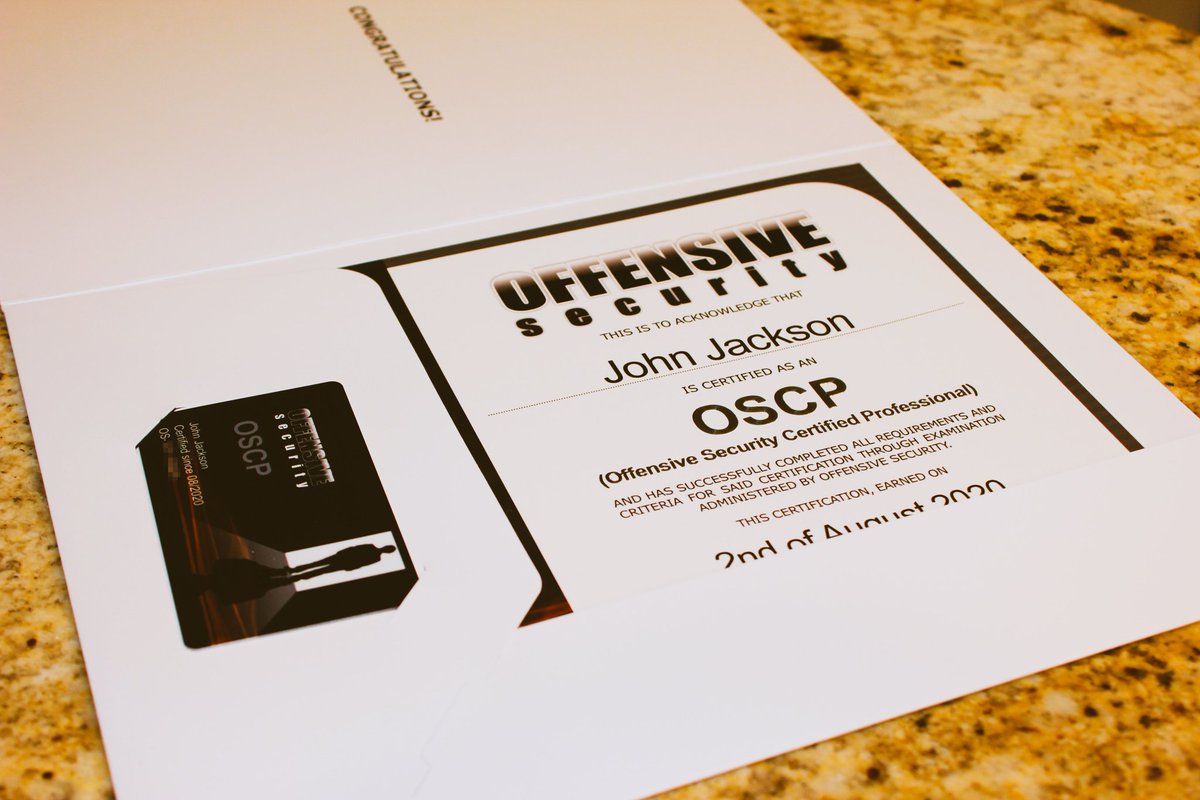 CONGRATULATIONS!
OFFENSIVE
security
THIS IS TO ACKNOWLEDGE THAT
John Jackson
IS CERTIFIED AS AN
OSCP
(Offensive Security Certified Professional)
AND HAS SUCCESSFULLY COMPLETED ALL REQUIREMENTS AND
CRITERIA FOR SAID CERTIFICATION THROUGH EXAMINATION
ADMINISTERED BY OFFENSIVE SECURITY.
THIS CERTIFICATION, EARNED ON
2nd of August 2020
OFFENSIVE
security
OSCP
John Jackson
Certified since 08/2020
OS-